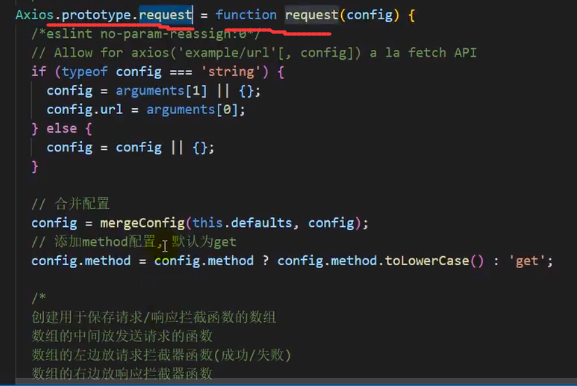 Axios.prototype.request = function request(config) {
/*eslint no-param-reassign:0*/
// Allow for axios('example/url'[, config]) a la fetch API
if (typeof config === 'string') {
config = arguments[1] || {};
config.url = arguments[0];
} else {
config = config || {};
}
// 合并配置
config = mergeConfig(this.defaults, config);
// 添加method配置, 默认为get
config.method = config.method ? config.method.toLowerCase() : 'get';
/*
创建用于保存请求/响应拦截函数的数组
数组的中间放发送请求的函数
数组的左边放请求拦截器函数(成功/失败)
数组的右边放响应拦截器函数